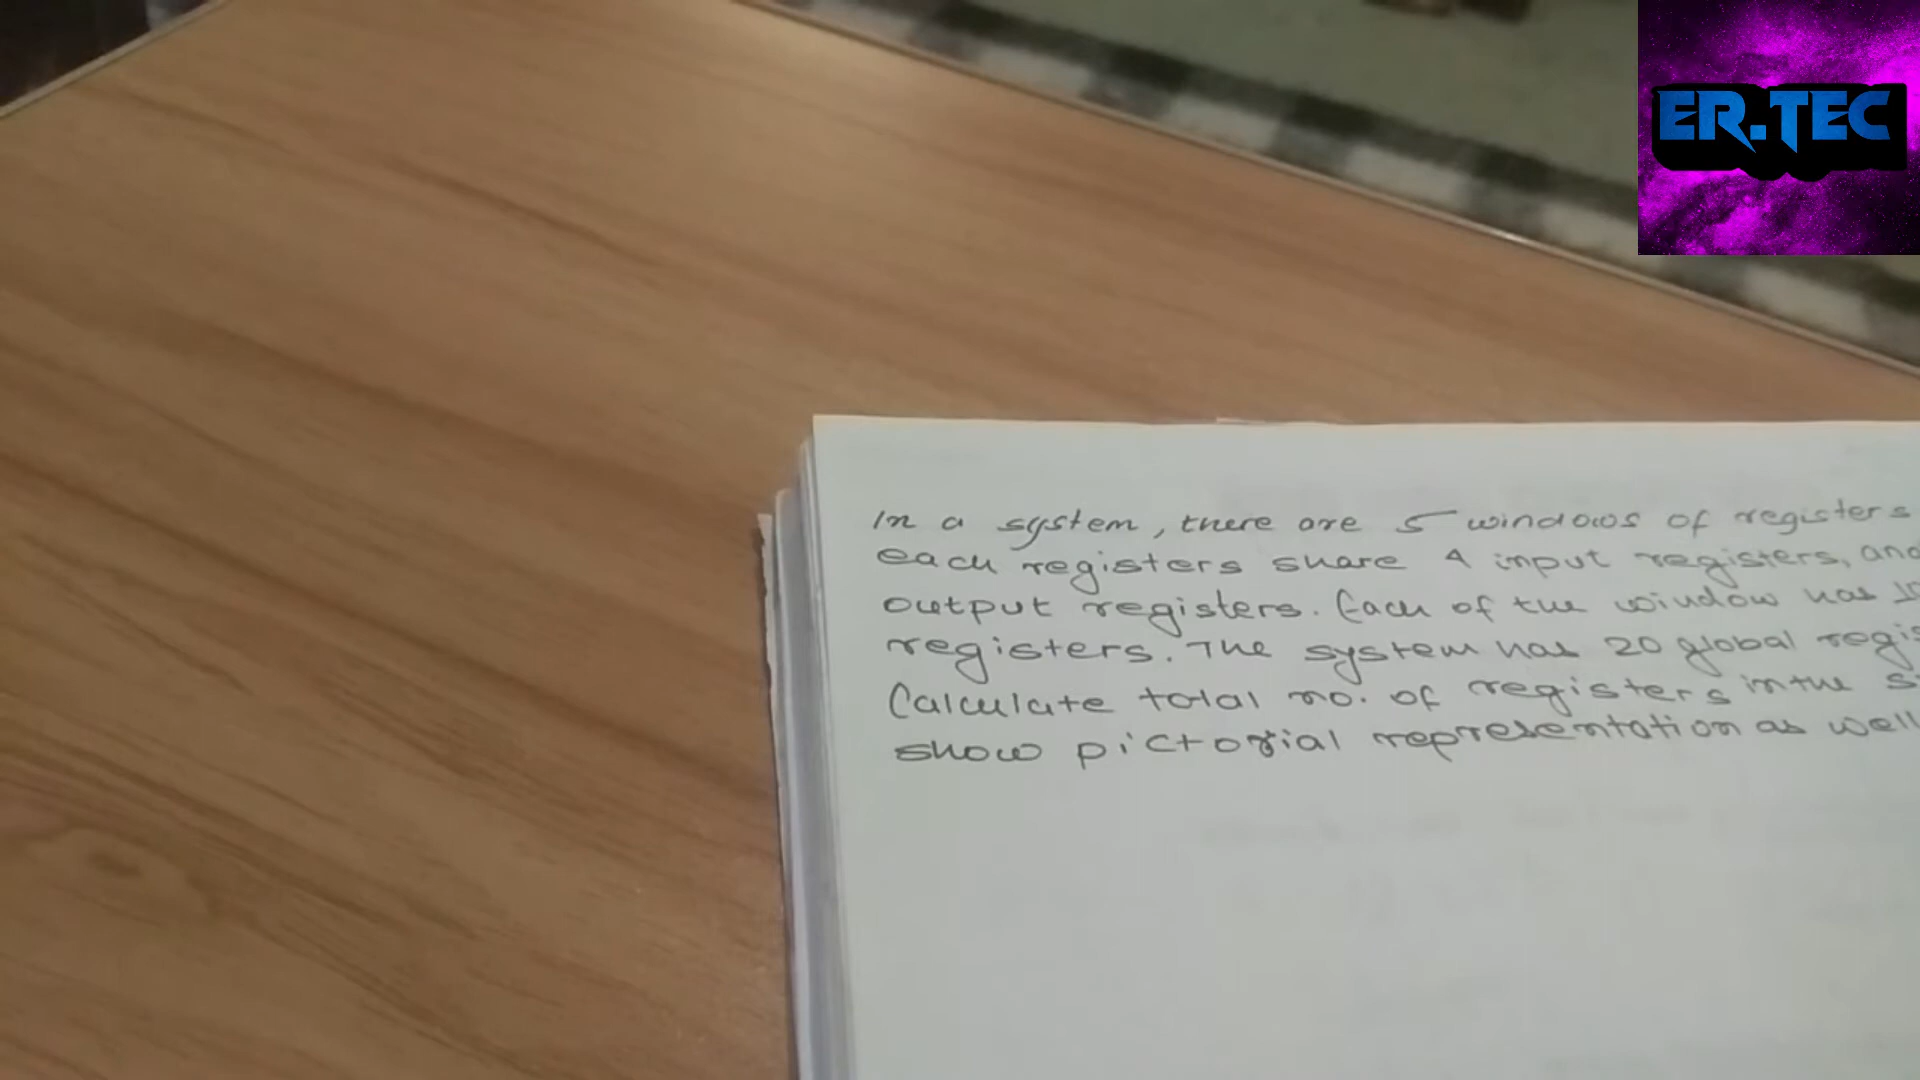 ER.TEC
In a system, there are 5 windows of registers
each registers share 4 input registers, and
output registers. Each of the window has 10
registers. The system has 20 global regis
Calculate total no. of registers in the s
show pictorial representation as well